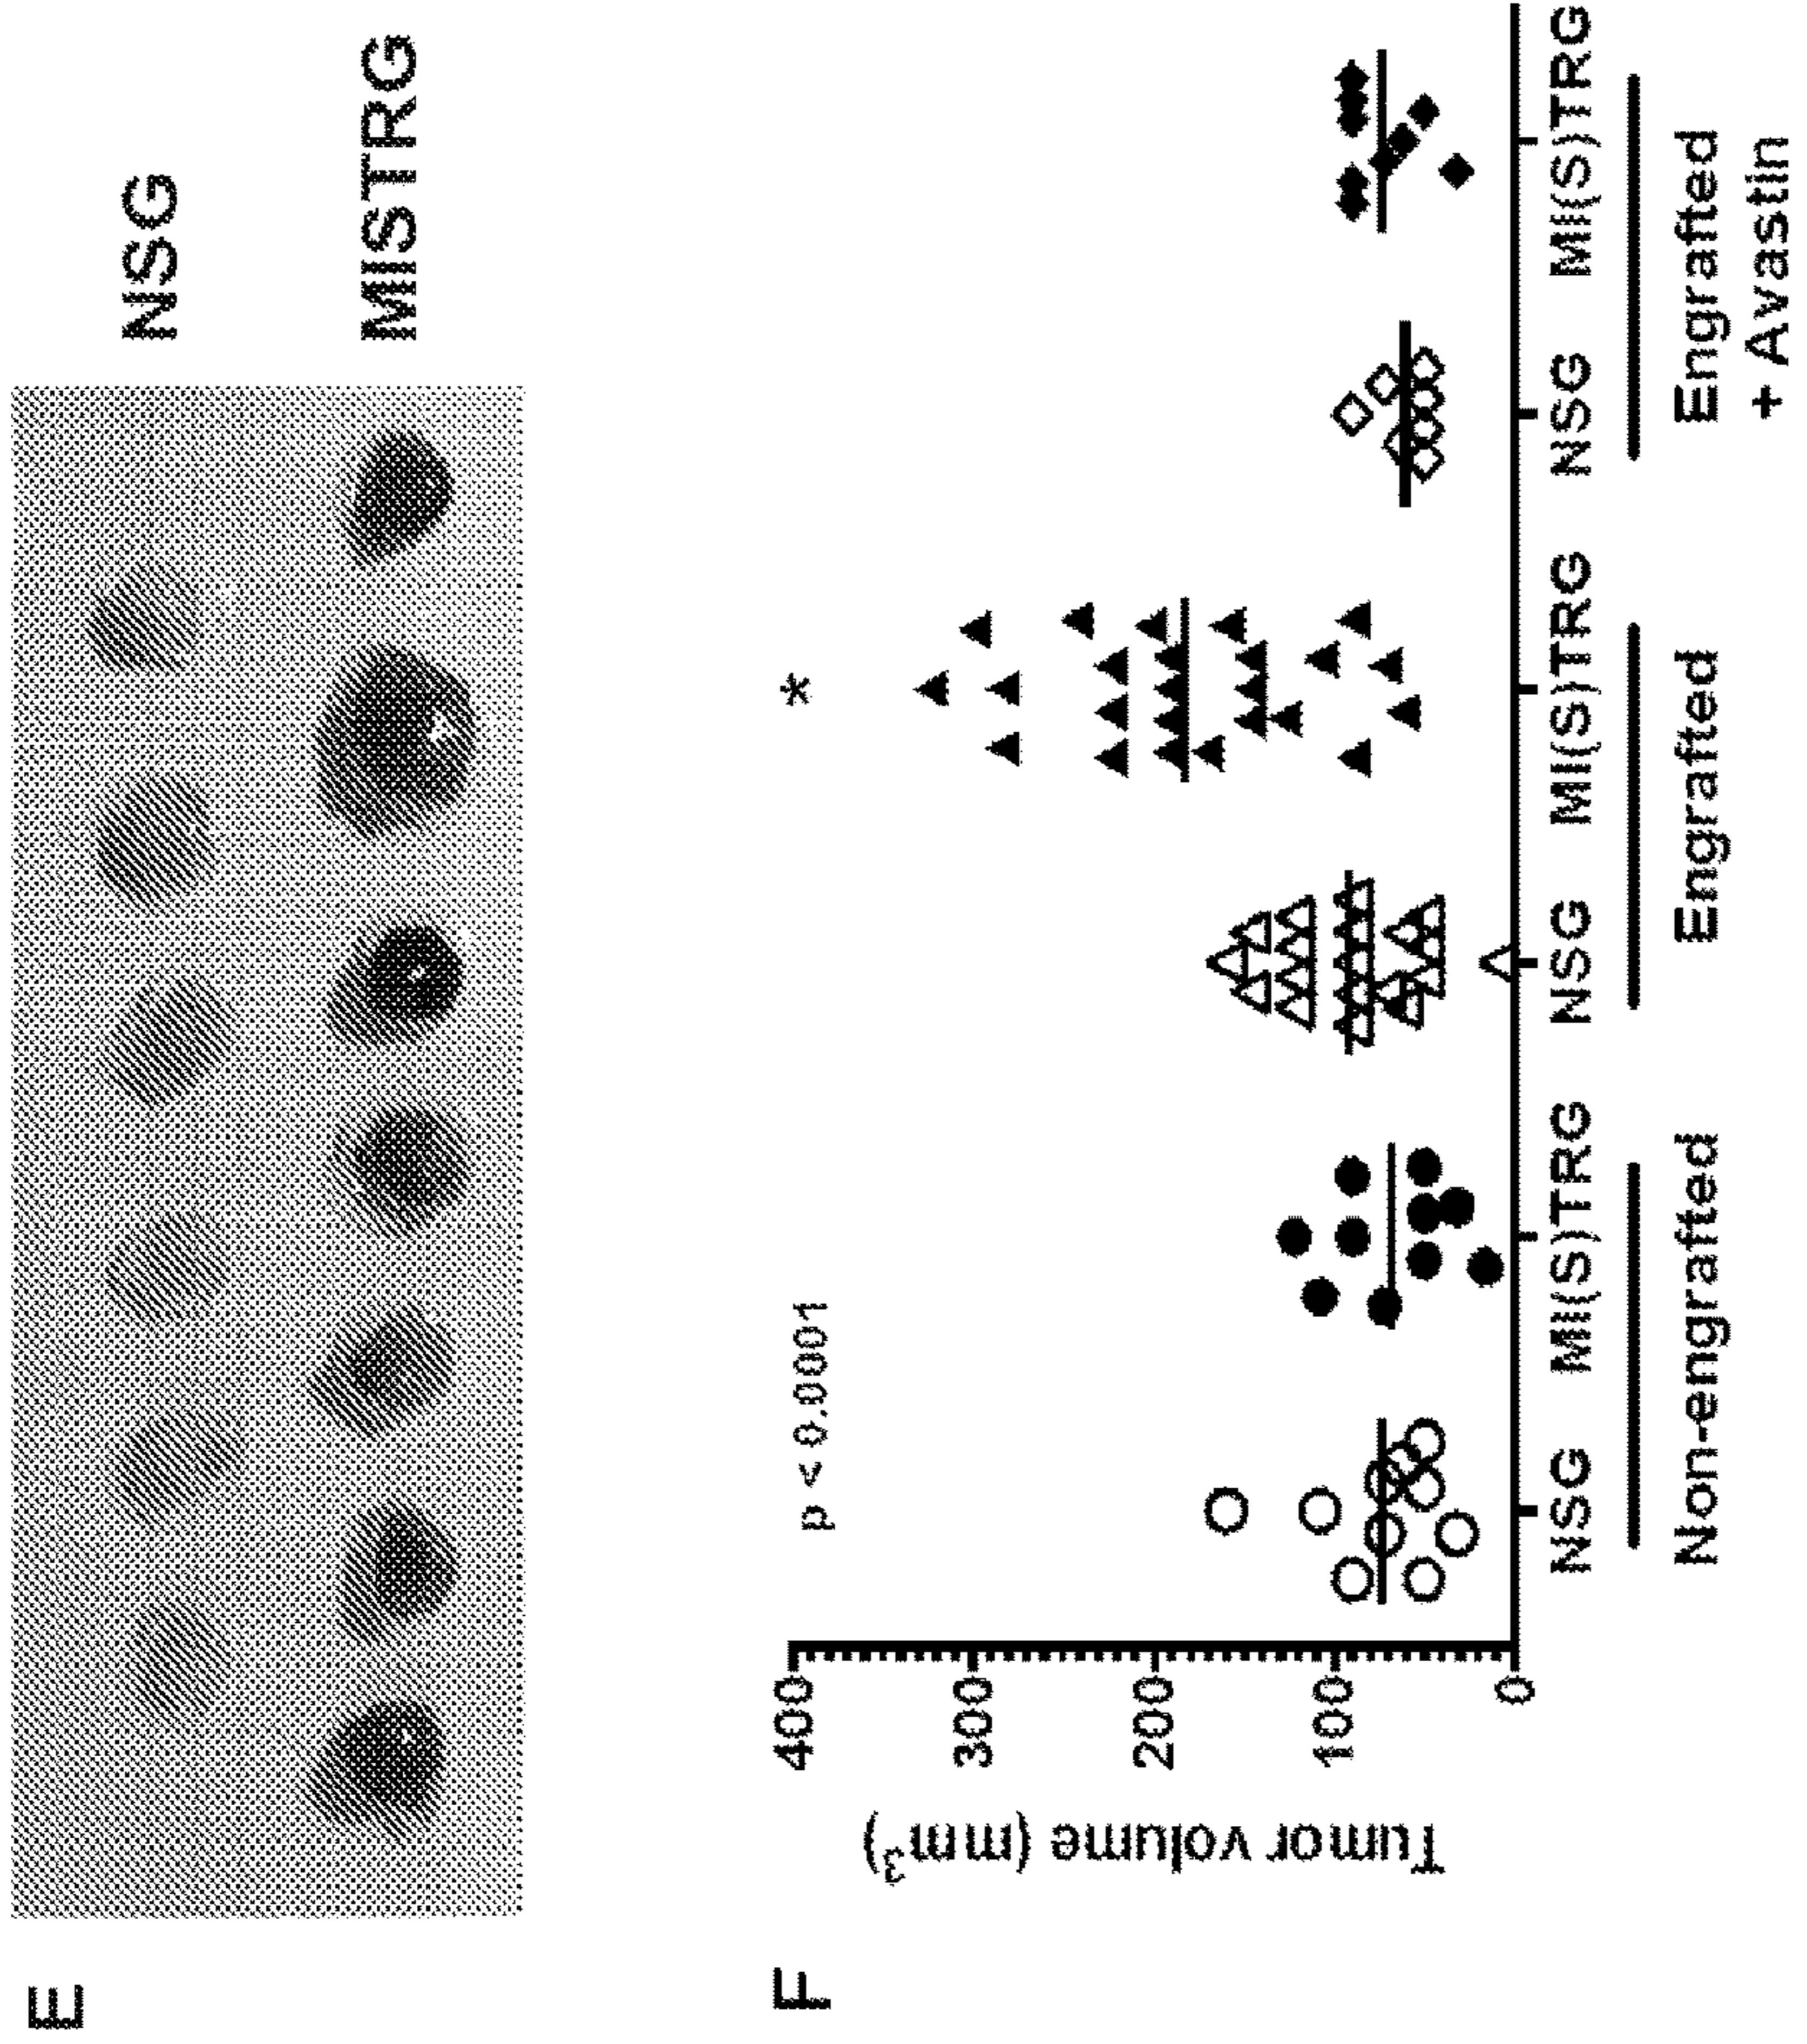 E
NSG
MISTRG
F
Tumor volume (mm³)
400
300
200
100
0
p < 0.0001
*
NSG MI(S)TRG NSG MI(S)TRG NSG MI(S)TRG
Non-engrafted Engrafted Engrafted
+ Avastin